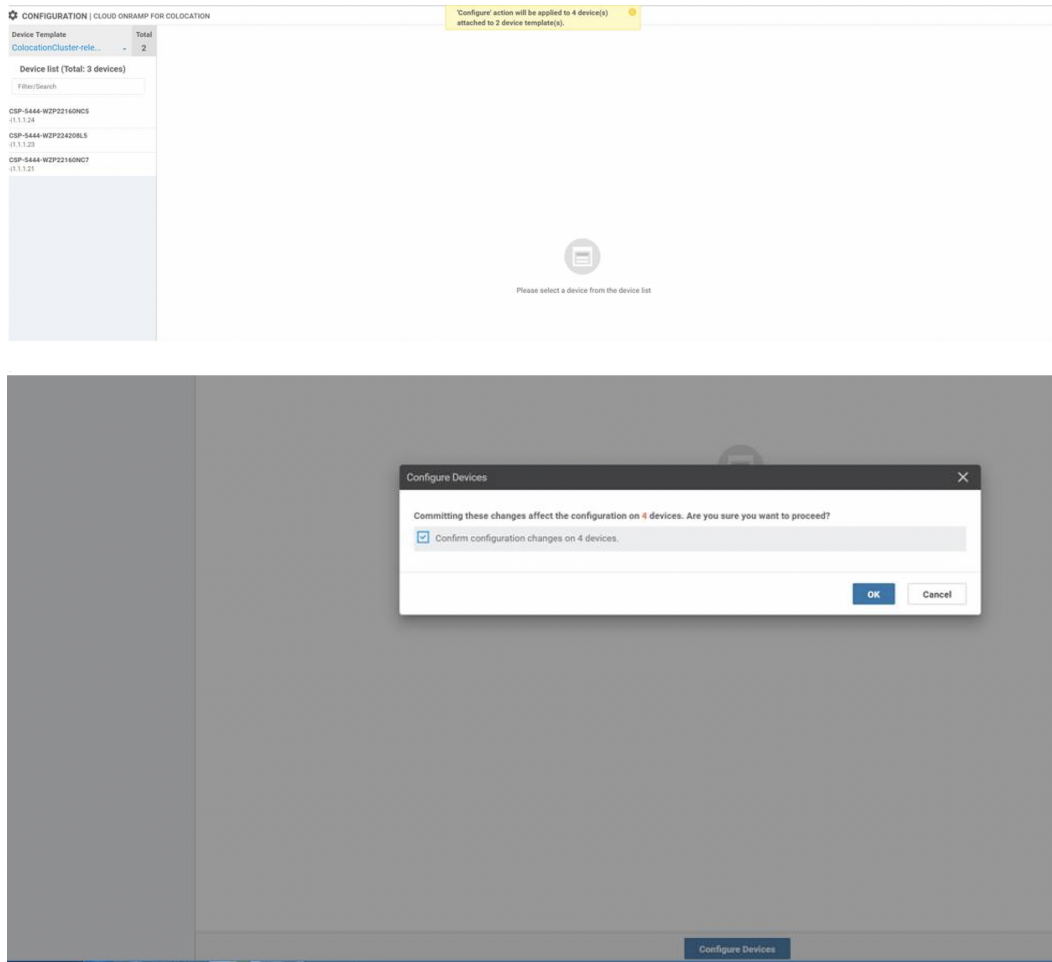 CONFIGURATION | CLOUD ONRAMP FOR COLOCATION
'Configure' action will be applied to 4 device(s)
attached to 2 device template(s).
Device Template Total
ColocationCluster-rele... 2
Device list (Total: 3 devices)
Filter/Search
CSP-5444-WZP22160NC5
-|1.1.1.24
CSP-5444-WZP224208L5
-|1.1.1.23
CSP-5444-WZP22160NC7
-|1.1.1.21
Please select a device from the device list
Configure Devices
Committing these changes affect the configuration on 4 devices. Are you sure you want to proceed?
Confirm configuration changes on 4 devices.
OK Cancel
Configure Devices